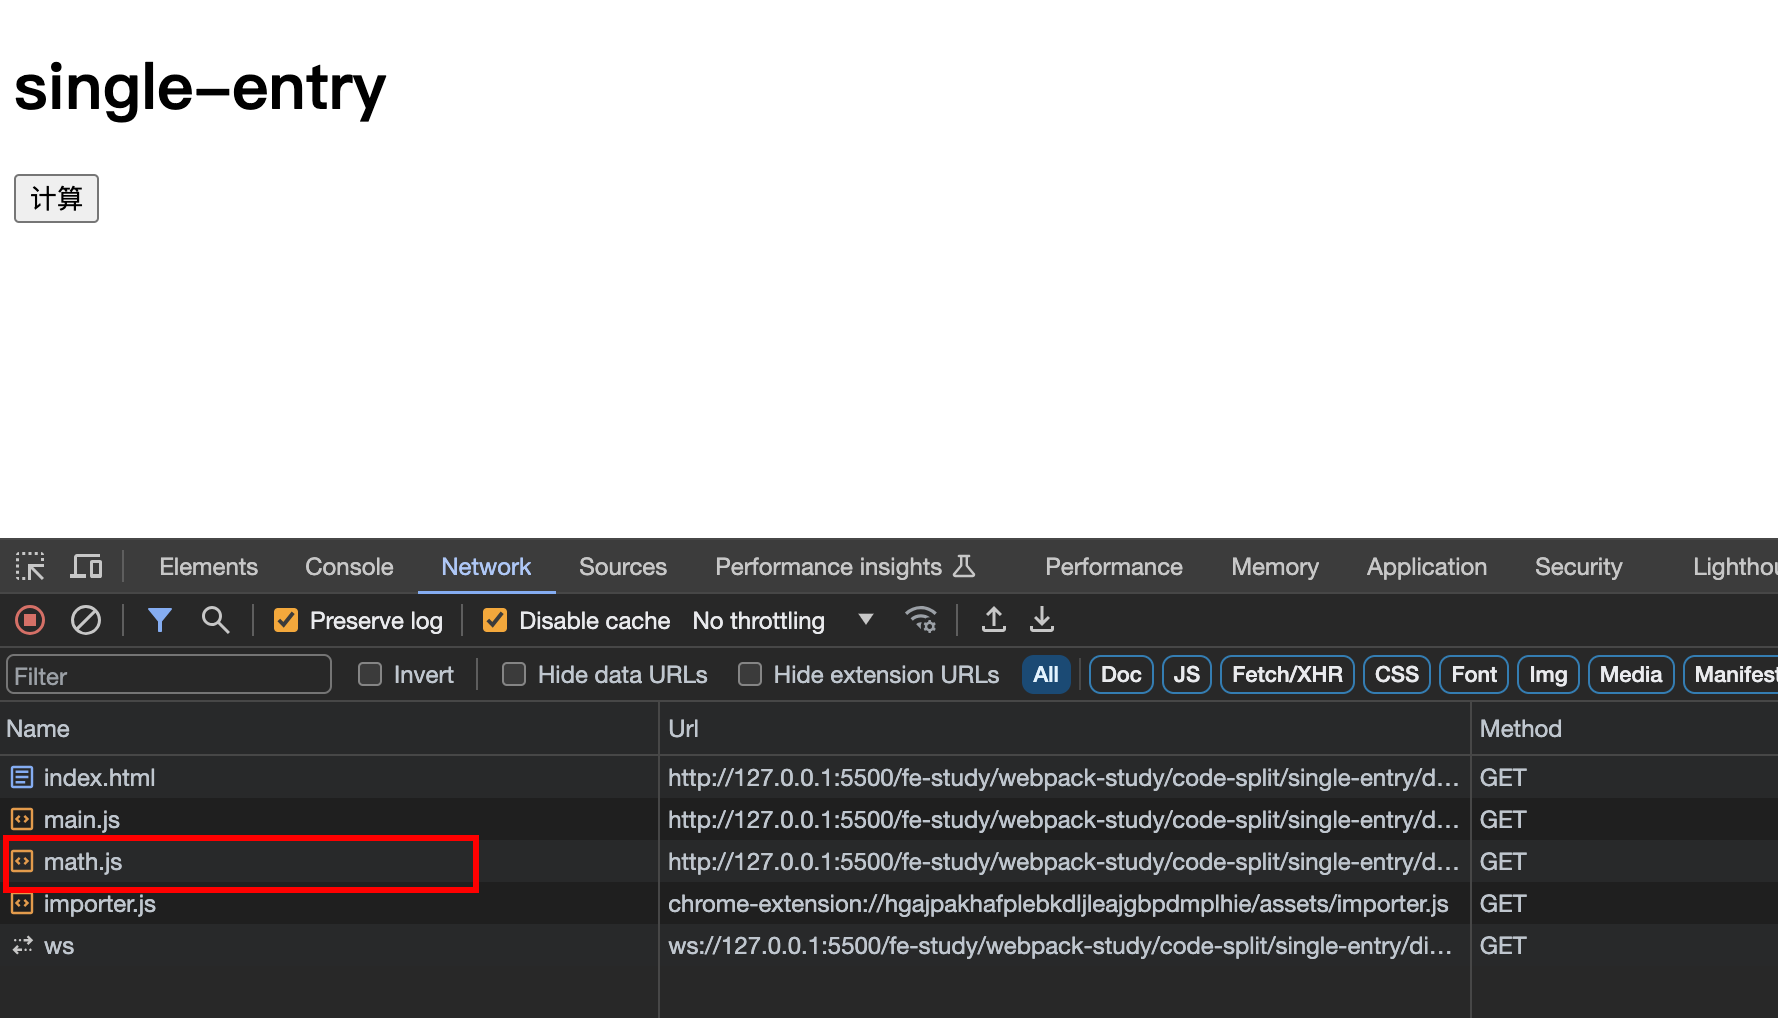 single-entry
计算
Elements Console Network Sources Performance insights Performance Memory Application Security Lighthou
Preserve log Disable cache No throttling
Filter Invert Hide data URLs Hide extension URLs All Doc JS Fetch/XHR CSS Font Img Media Manifest
Name Url Method
index.html http://127.0.0.1:5500/fe-study/webpack-study/code-split/single-entry/d... GET
main.js http://127.0.0.1:5500/fe-study/webpack-study/code-split/single-entry/d... GET
math.js http://127.0.0.1:5500/fe-study/webpack-study/code-split/single-entry/d... GET
importer.js chrome-extension://hgajpakhafplebkdljleajgbpdmplhie/assets/importer.js GET
ws ws://127.0.0.1:5500/fe-study/webpack-study/code-split/single-entry/di... GET